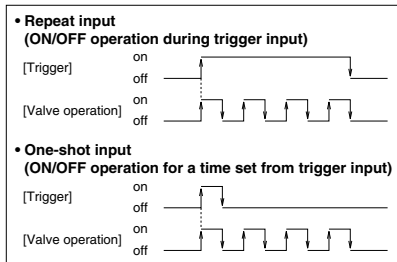 • Repeat input
(ON/OFF operation during trigger input)
on
[Trigger]
off
on
[Valve operation]
off
• One-shot input
(ON/OFF operation for a time set from trigger input)
on
[Trigger]
off
on
[Valve operation]
off